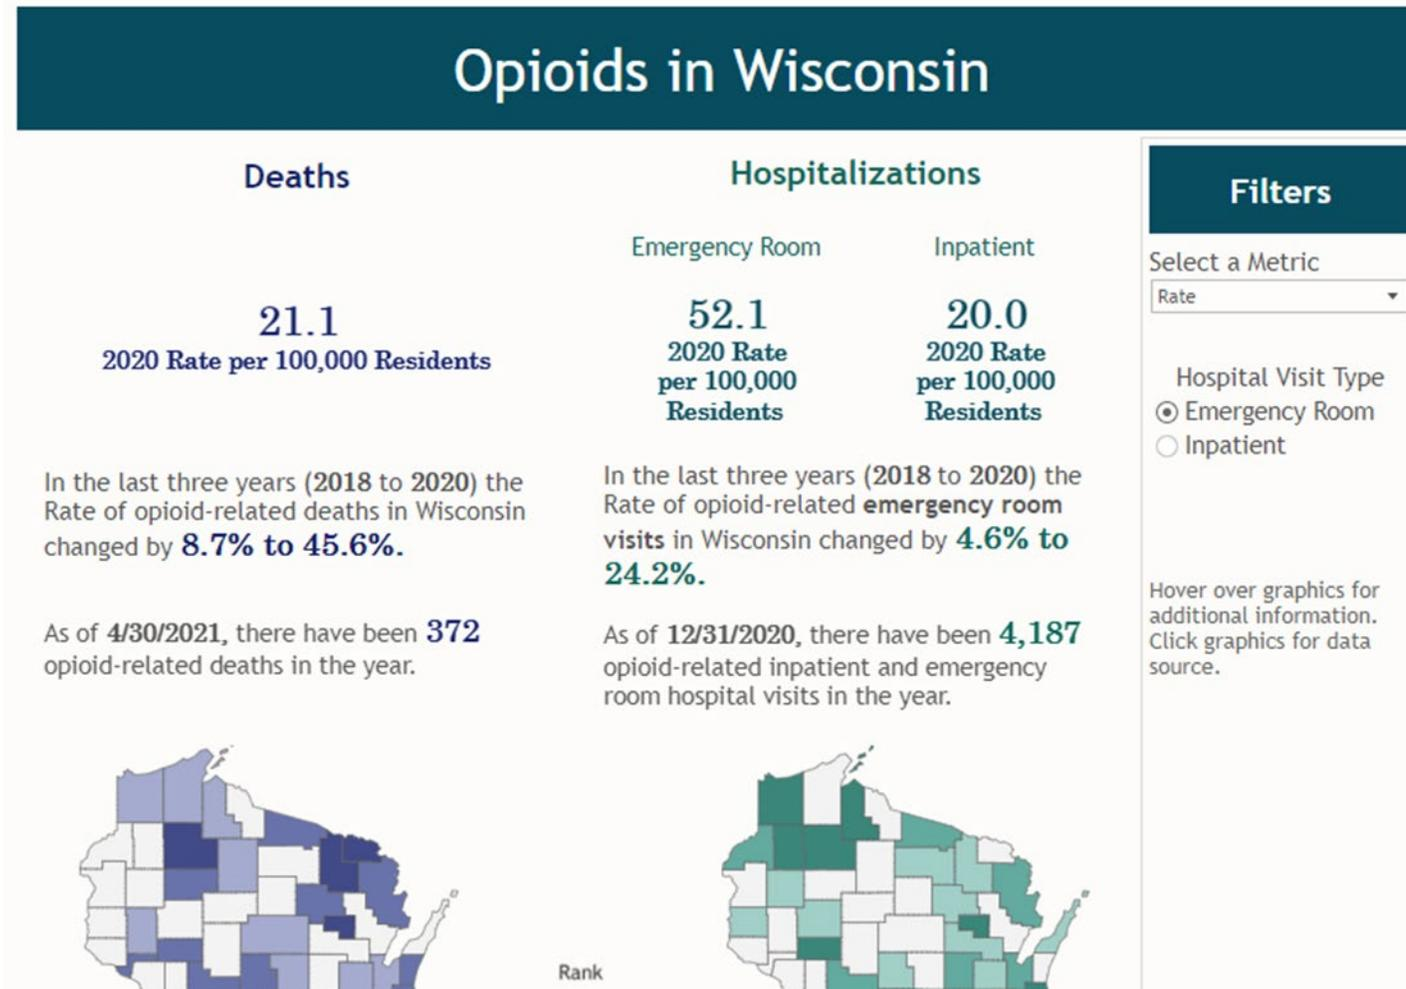 Opioids in Wisconsin
Deaths
21.1
2020 Rate per 100,000 Residents
In the last three years (2018 to 2020) the
Rate of opioid-related deaths in Wisconsin
changed by 8.7% to 45.6%.
As of 4/30/2021, there have been 372
opioid-related deaths in the year.
Hospitalizations
Emergency Room
52.1
2020 Rate
per 100,000
Residents
Inpatient
20.0
2020 Rate
per 100,000
Residents
In the last three years (2018 to 2020) the
Rate of opioid-related emergency room
visits in Wisconsin changed by 4.6% to
24.2%.
As of 12/31/2020, there have been 4,187
opioid-related inpatient and emergency
room hospital visits in the year.
Rank
Filters
Select a Metric
Rate
Hospital Visit Type
Emergency Room
Inpatient
Hover over graphics for
additional information.
Click graphics for data
source.